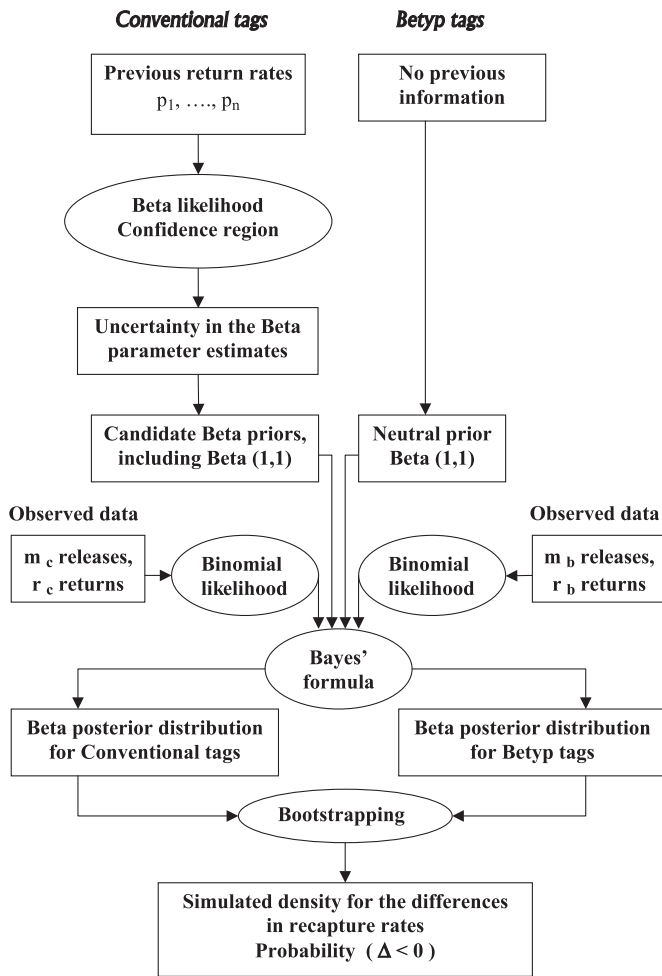 Conventional tags
Betyp tags
Previous return rates
p1, …., pn
No previous
information
Beta likelihood
Confidence region
Uncertainty in the Beta
parameter estimates
Candidate Beta priors,
including Beta (1,1)
Neutral prior
Beta (1,1)
Observed data
m c releases,
r c returns
Binomial
likelihood
Binomial
likelihood
Observed data
m b releases,
r b returns
Bayes’
formula
Beta posterior distribution
for Conventional tags
Beta posterior distribution
for Betyp tags
Bootstrapping
Simulated density for the differences
in recapture rates
Probability ( Δ < 0 )